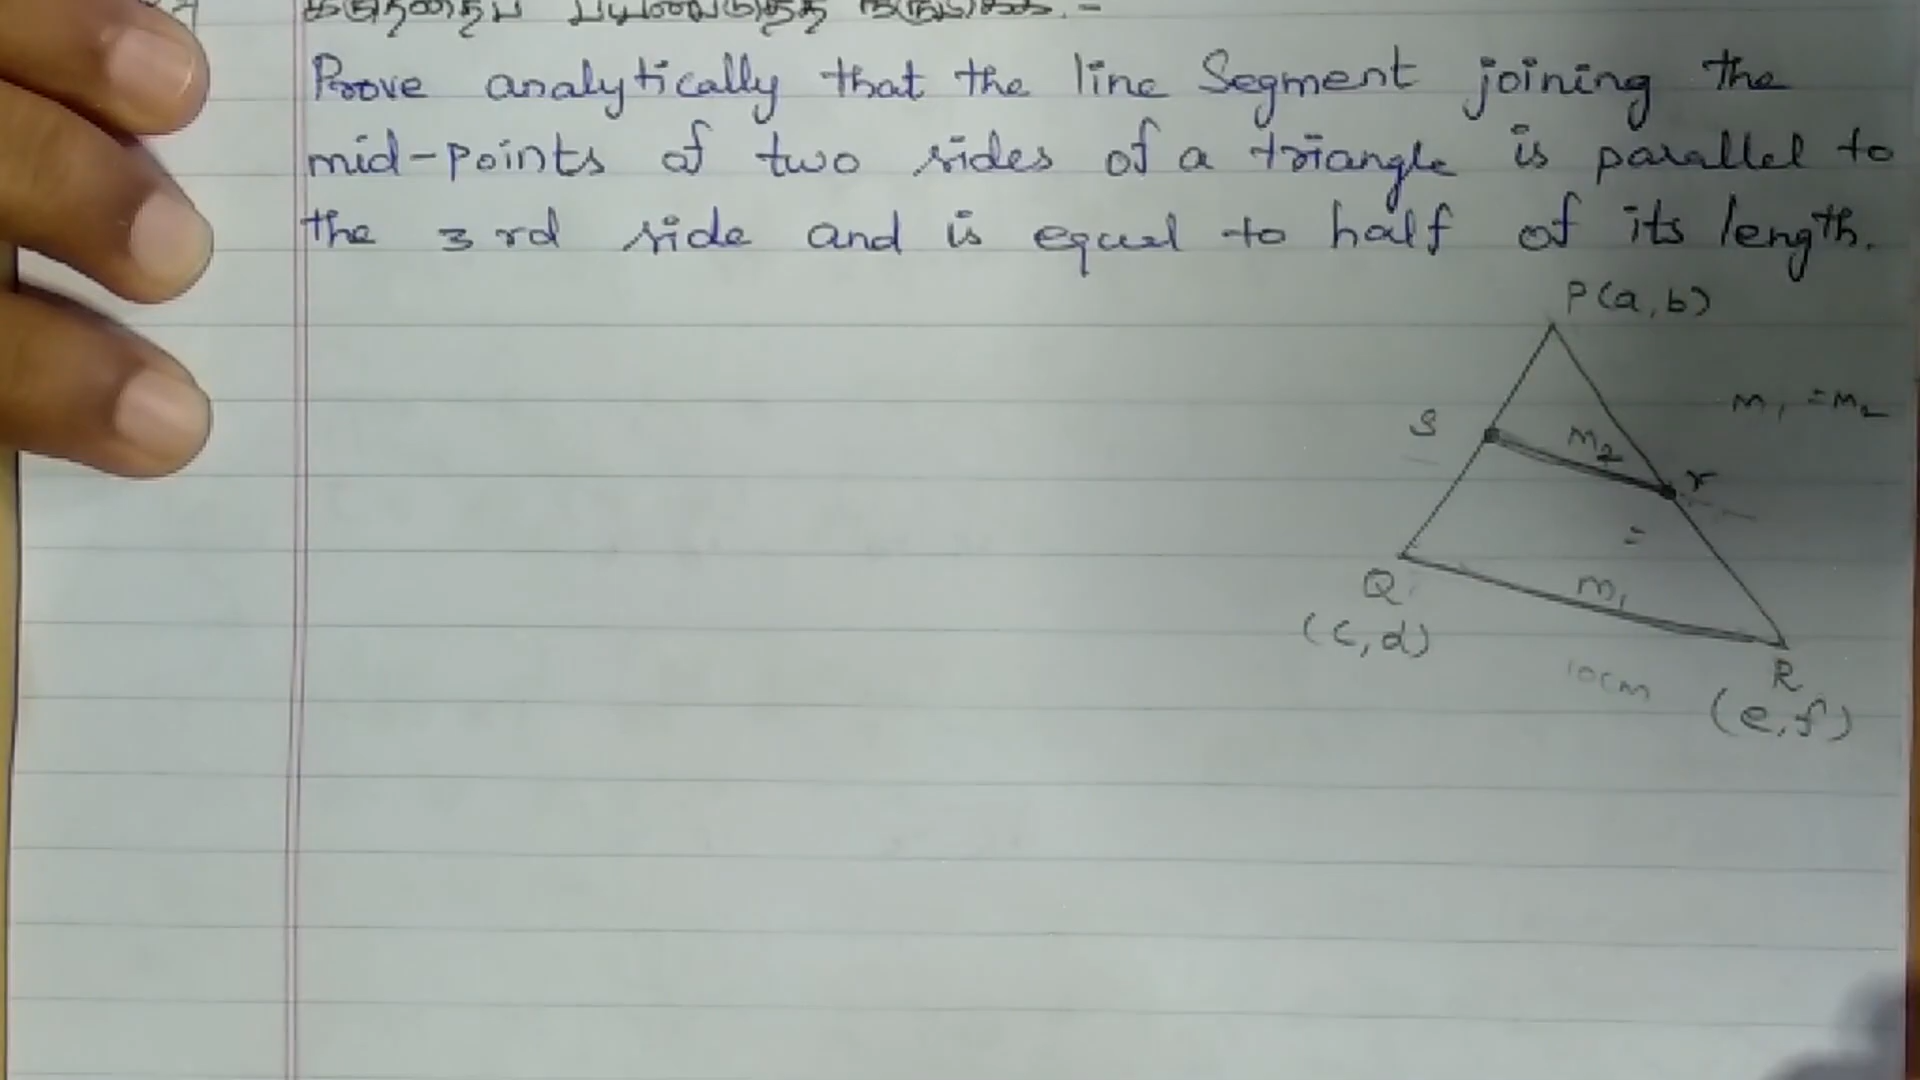 Prove analytically that the line Segment joining the
mid-points of two sides of a triangle is parallel to
the 3rd side and is equal to half of its length.
P(a,b)
m1 = m2
S
m2
r
=
Q
m1
(c,d)
10cm
R
(e,f)